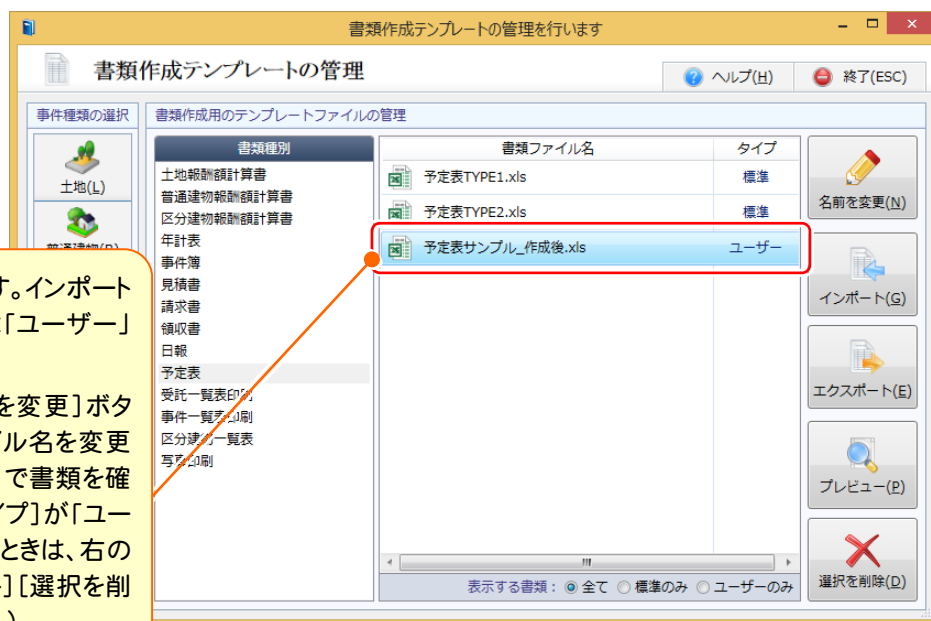 書類作成テンプレートの管理を行います
書類作成テンプレートの管理
ヘルプ(H)
終了(ESC)
事件種類の選択
書類作成用のテンプレートファイルの管理
土地(L)
書類種別
土地報酬額計算書
普通建物報酬額計算書
区分建物報酬額計算書
年計表
事件簿
見積書
請求書
領収書
日報
予定表
受託一覧表印刷
事件一覧表印刷
区分建物一覧表
写真印刷
書類ファイル名
タイプ
予定表TYPE1.xls
標準
予定表TYPE2.xls
標準
予定表サンプル_作成後.xls
ユーザー
表示する書類：
全て
標準のみ
ユーザーのみ
名前を変更(N)
インポート(G)
エクスポート(E)
プレビュー(P)
選択を削除(D)
す。インポート
「ユーザー」
を変更]ボタ
イル名を変更
で書類を確
イプ]が「ユー
ときは、右の
][選択を削